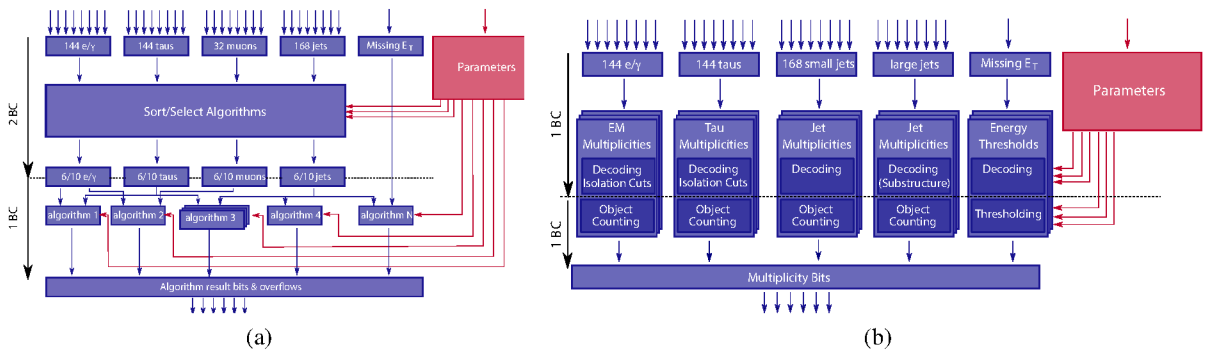 144 e/γ 144 taus 32 muons 168 jets Missing E_T
Parameters
2 BC
Sort/Select Algorithms
6/10 e/γ 6/10 taus 6/10 muons 6/10 jets
1 BC
algorithm 1 algorithm 2 algorithm 3 algorithm 4 algorithm N
Algorithm result bits & overflows
(a)
144 e/γ 144 taus 168 small jets large jets Missing E_T
Parameters
1 BC
EM Multiplicities
Decoding Isolation Cuts
Object Counting
Tau Multiplicities
Decoding Isolation Cuts
Object Counting
Jet Multiplicities
Decoding
Object Counting
Jet Multiplicities
Decoding (Substructure)
Object Counting
Energy Thresholds
Decoding
Thresholding
1 BC
Multiplicity Bits
(b)